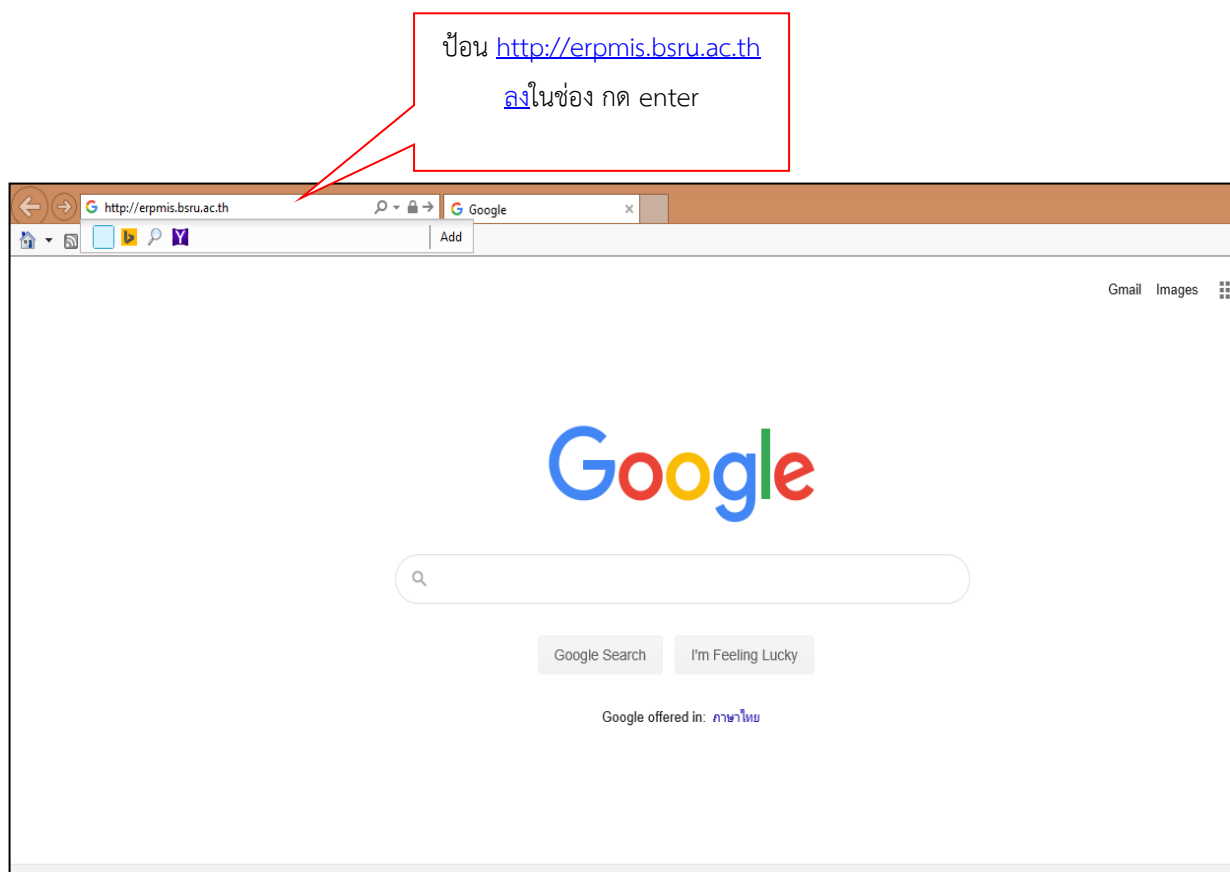 ป้อน http://erpmis.bsru.ac.th
ลงในช่อง กด enter
http://erpmis.bsru.ac.th
Google
Add
Gmail Images
Google
Google Search I'm Feeling Lucky
Google offered in: ภาษาไทย